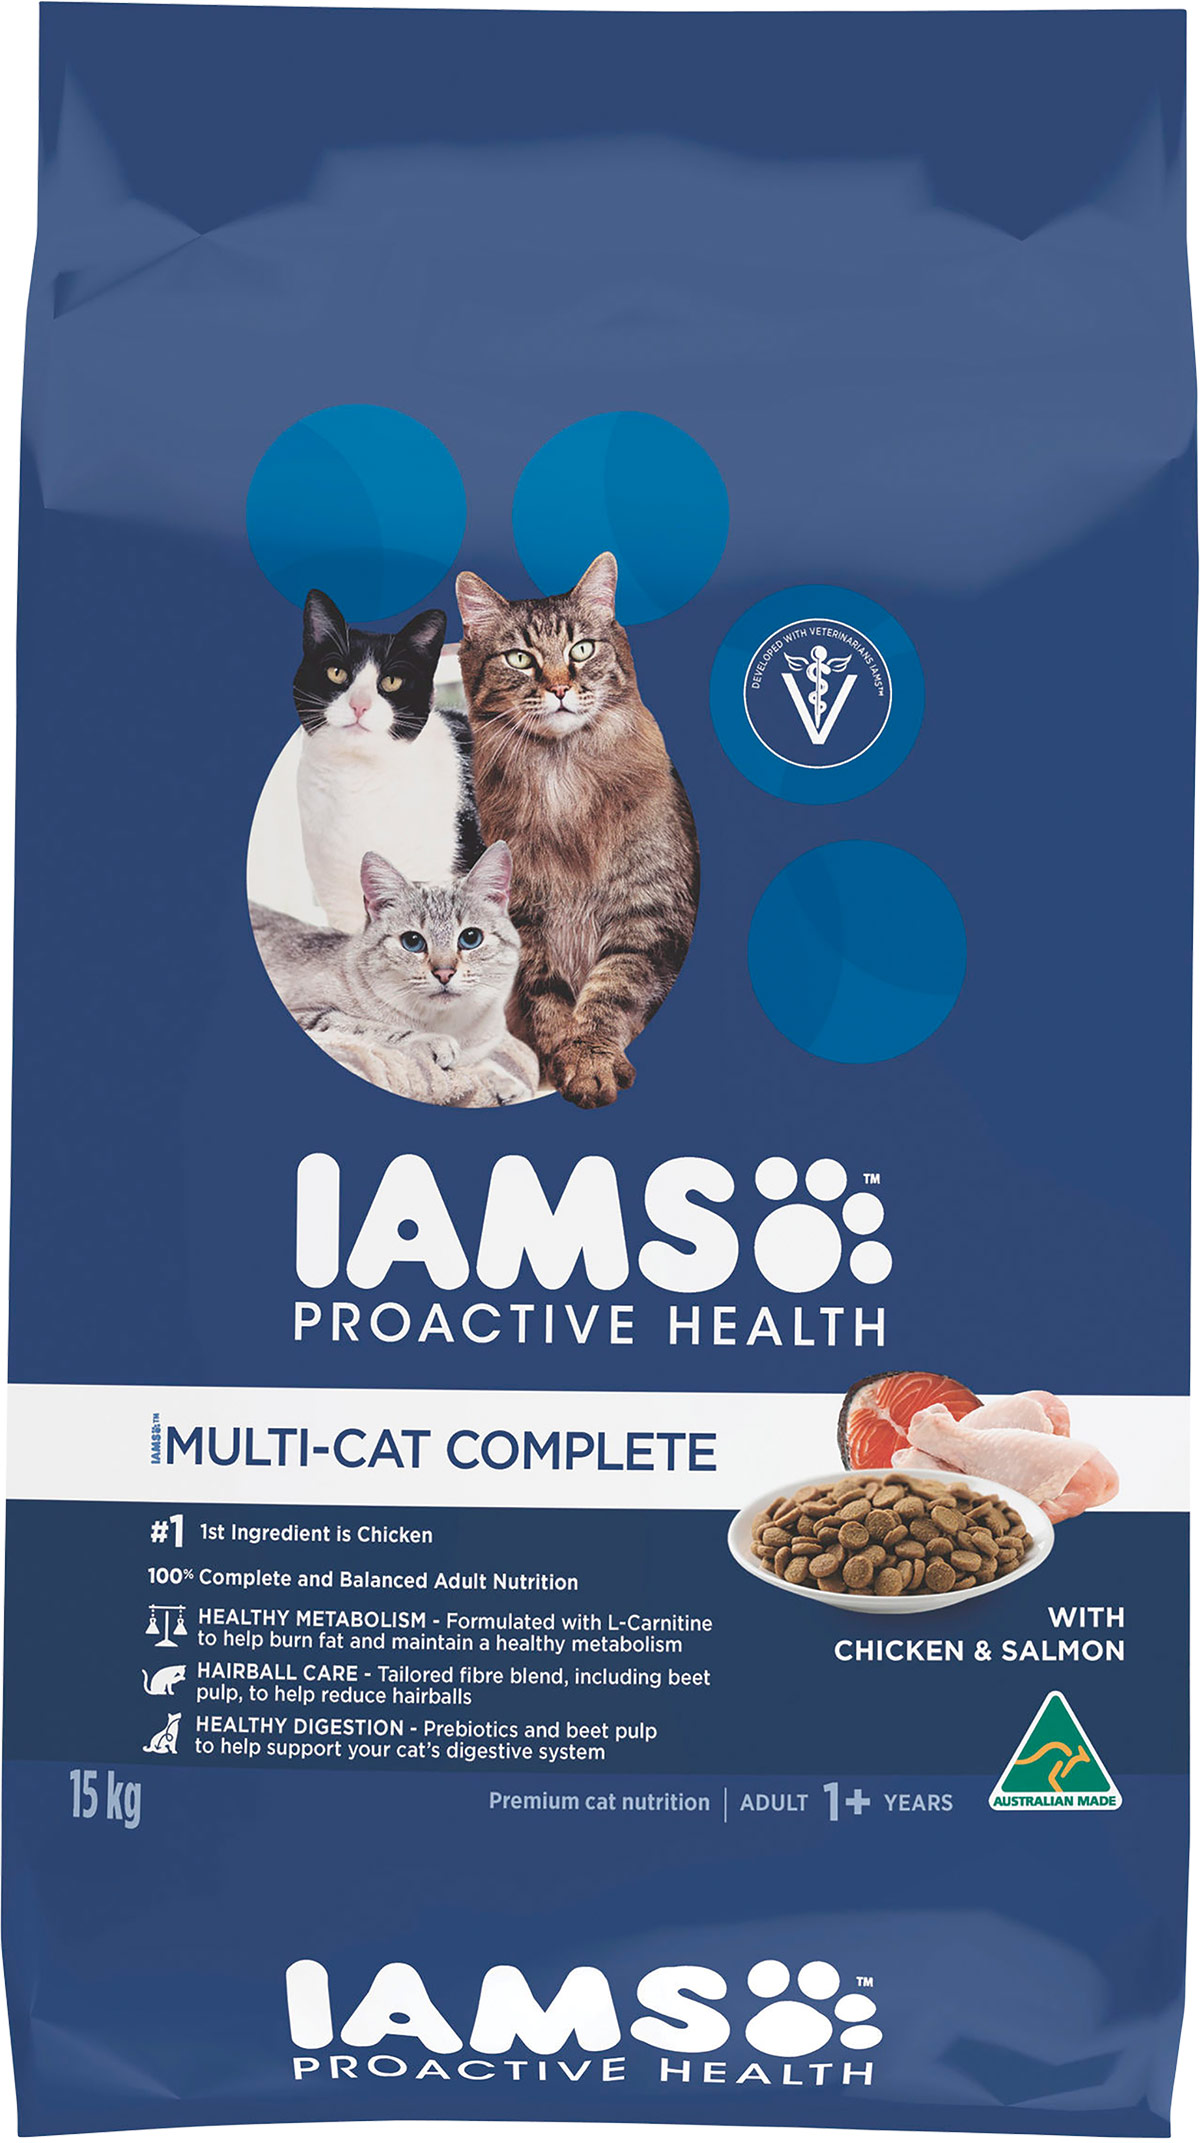 DEVELOPED WITH VETERINARIANS IAMS™
V
IAMS™
PROACTIVE HEALTH
IAMS™
MULTI-CAT COMPLETE
#1 1st Ingredient is Chicken
100% Complete and Balanced Adult Nutrition
HEALTHY METABOLISM - Formulated with L-Carnitine
to help burn fat and maintain a healthy metabolism
HAIRBALL CARE - Tailored fibre blend, including beet
pulp, to help reduce hairballs
HEALTHY DIGESTION - Prebiotics and beet pulp
to help support your cat's digestive system
WITH
CHICKEN & SALMON
AUSTRALIAN MADE
15 kg
Premium cat nutrition | ADULT 1+ YEARS
IAMS™
PROACTIVE HEALTH